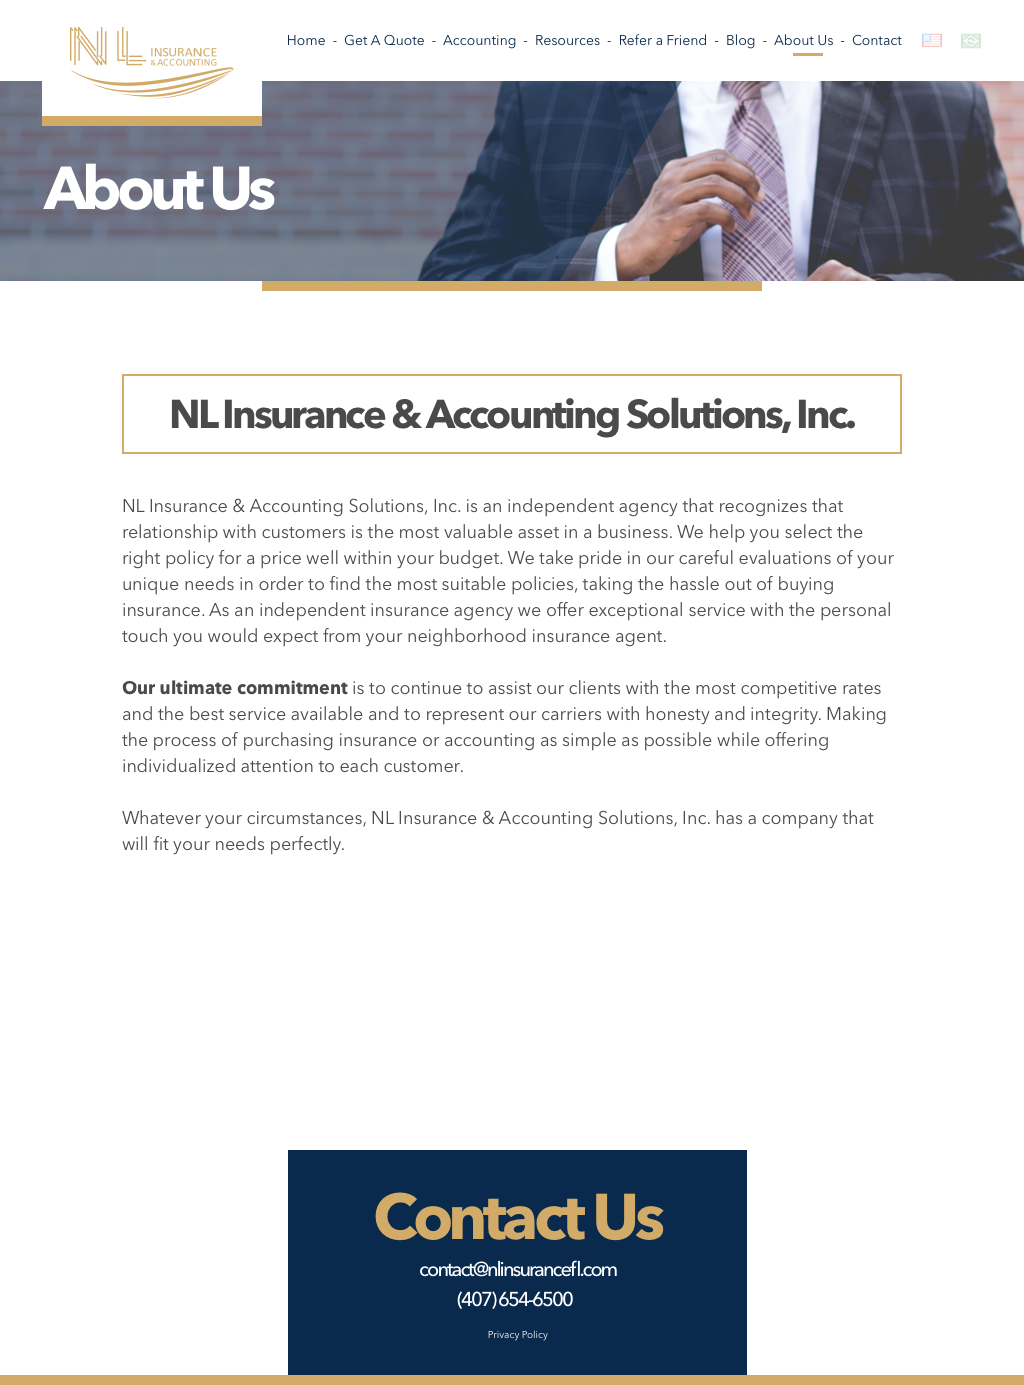 NL INSURANCE
& ACCOUNTING
Home - Get A Quote - Accounting - Resources - Refer a Friend - Blog - About Us - Contact
About Us
NL Insurance & Accounting Solutions, Inc.
NL Insurance & Accounting Solutions, Inc. is an independent agency that recognizes that
relationship with customers is the most valuable asset in a business. We help you select the
right policy for a price well within your budget. We take pride in our careful evaluations of your
unique needs in order to find the most suitable policies, taking the hassle out of buying
insurance. As an independent insurance agency we offer exceptional service with the personal
touch you would expect from your neighborhood insurance agent.
Our ultimate commitment is to continue to assist our clients with the most competitive rates
and the best service available and to represent our carriers with honesty and integrity. Making
the process of purchasing insurance or accounting as simple as possible while offering
individualized attention to each customer.
Whatever your circumstances, NL Insurance & Accounting Solutions, Inc. has a company that
will fit your needs perfectly.
Contact Us
contact@nlinsurancefl.com
(407) 654-6500
Privacy Policy